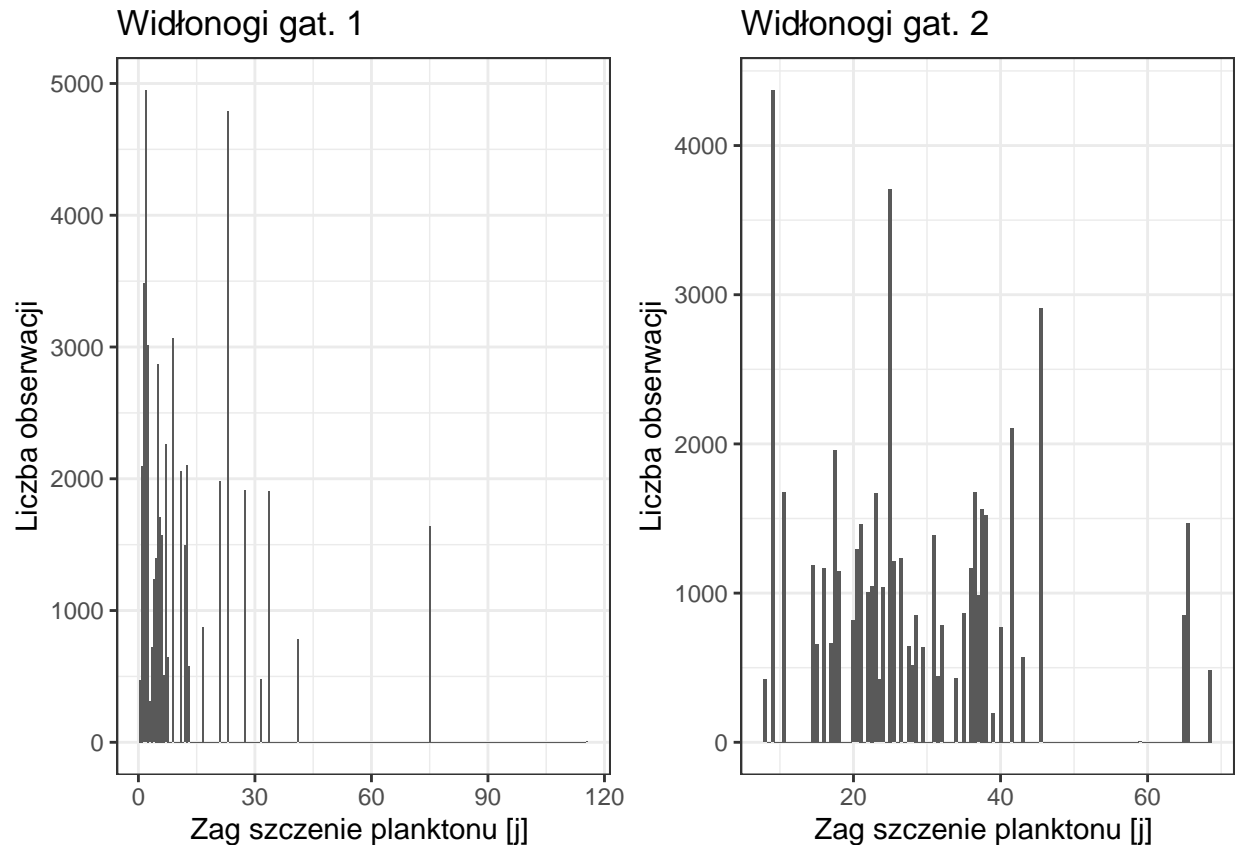 Widłonogi gat. 1
5000
4000
3000
2000
1000
0
Liczba obserwacji
0 30 60 90 120
Zag szczenie planktonu [j]
Widłonogi gat. 2
4000
3000
2000
1000
0
Liczba obserwacji
20 40 60
Zag szczenie planktonu [j]